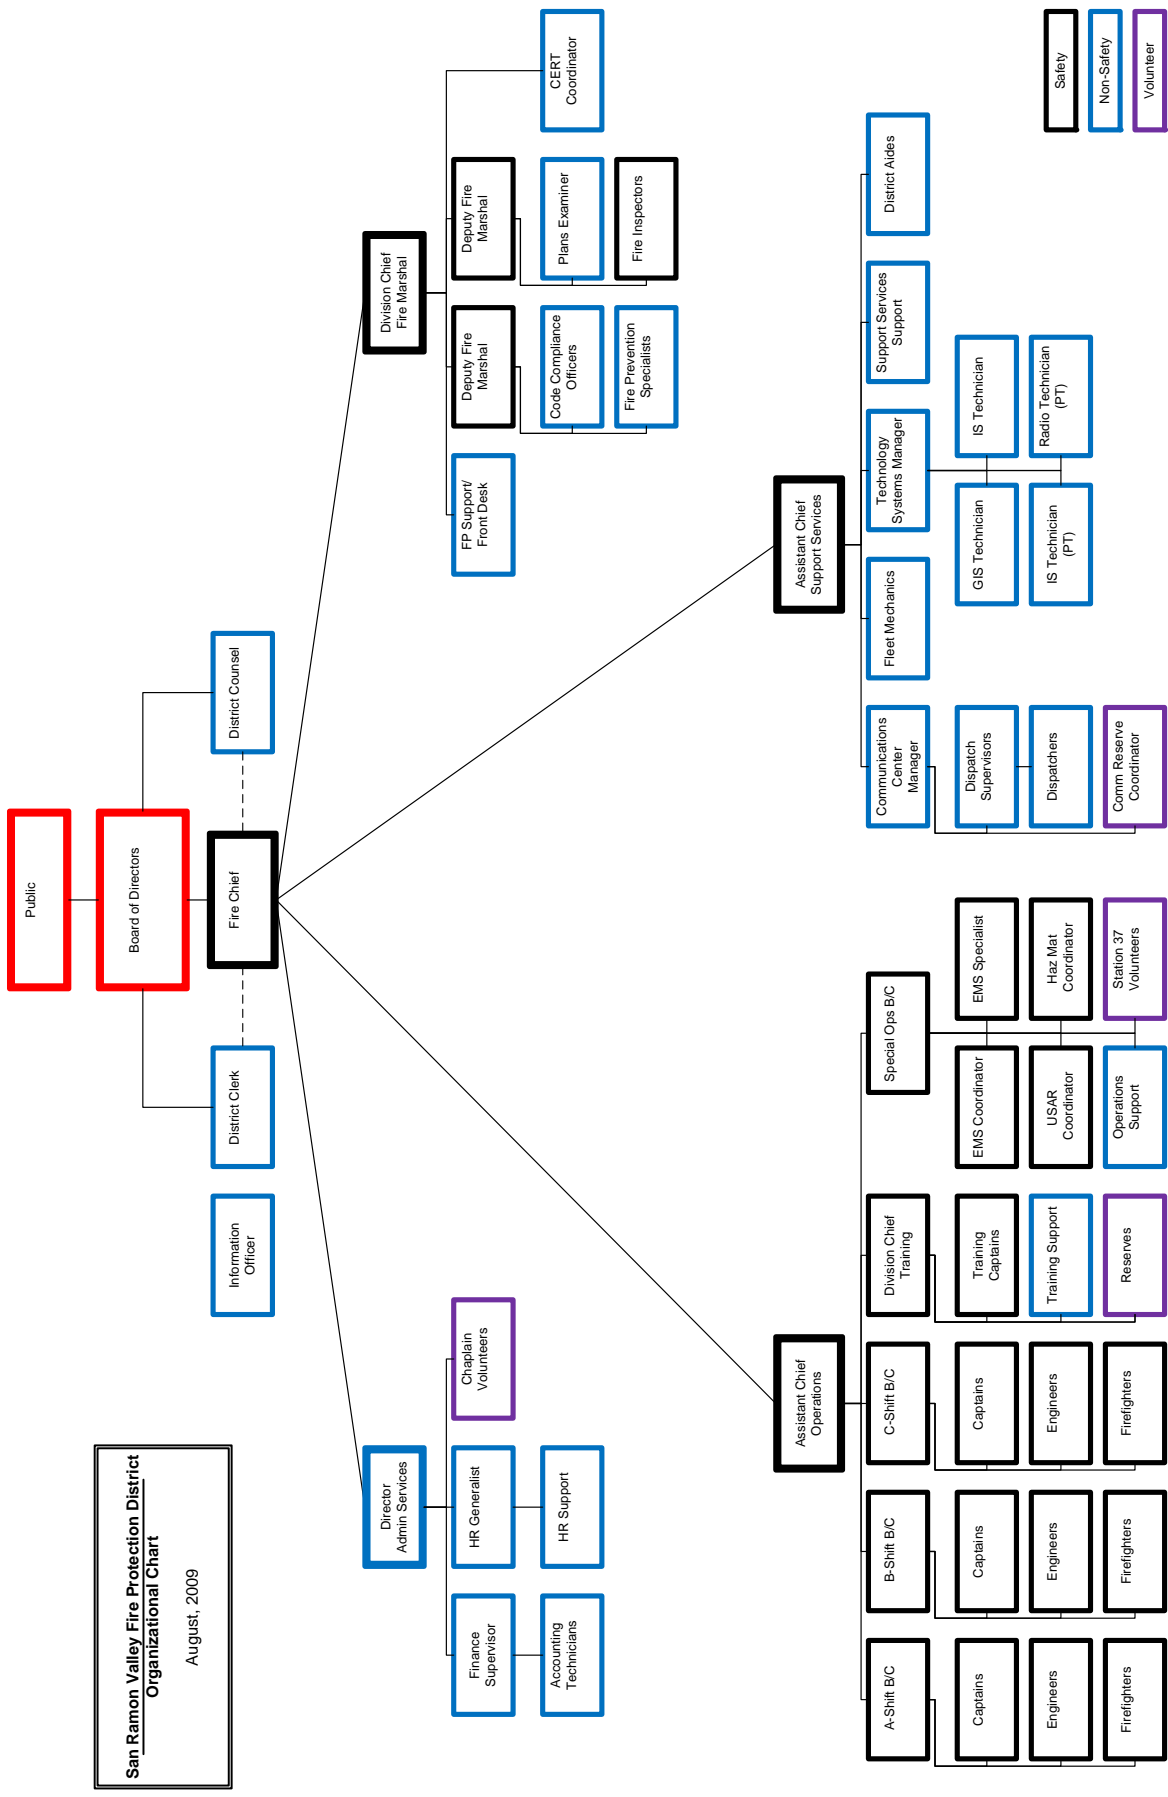 San Ramon Valley Fire Protection District
Organizational Chart
August, 2009
Public
Board of Directors
Information
Officer
District Clerk
Fire Chief
District Counsel
Director
Admin Services
Division Chief
Fire Marshal
Finance
Supervisor
HR Generalist
Chaplain
Volunteers
FP Support/
Front Desk
Deputy Fire
Marshal
Deputy Fire
Marshal
CERT
Coordinator
Accounting
Technicians
HR Support
Code Compliance
Officers
Plans Examiner
Fire Prevention
Specialists
Fire Inspectors
Assistant Chief
Operations
Assistant Chief
Support Services
A-Shift B/C
B-Shift B/C
C-Shift B/C
Division Chief
Training
Special Ops B/C
Communications
Center
Manager
Fleet Mechanics
Technology
Systems Manager
Support Services
Support
District Aides
Captains
Captains
Captains
Training
Captains
EMS Coordinator
EMS Specialist
Dispatch
Supervisors
GIS Technician
IS Technician
Engineers
Engineers
Engineers
Training Support
USAR
Coordinator
Haz Mat
Coordinator
Dispatchers
IS Technician
(PT)
Radio Technician
(PT)
Firefighters
Firefighters
Firefighters
Reserves
Operations
Support
Station 37
Volunteers
Comm Reserve
Coordinator
Safety
Non-Safety
Volunteer